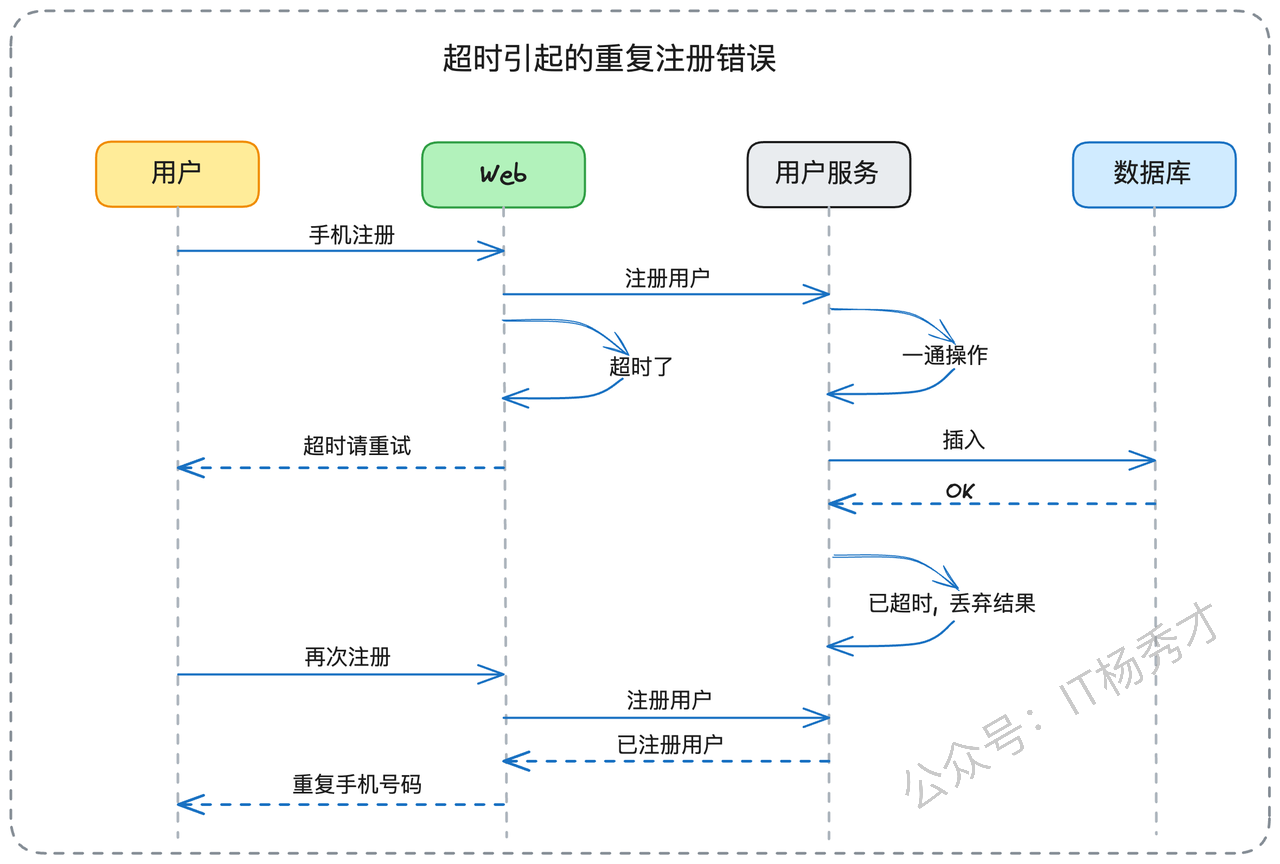 超时引起的重复注册错误
用户
Web
用户服务
数据库
手机注册
注册用户
超时了
一通操作
超时请重试
插入
OK
已超时，丢弃结果
再次注册
注册用户
已注册用户
重复手机号码
公众号：IT杨秀才